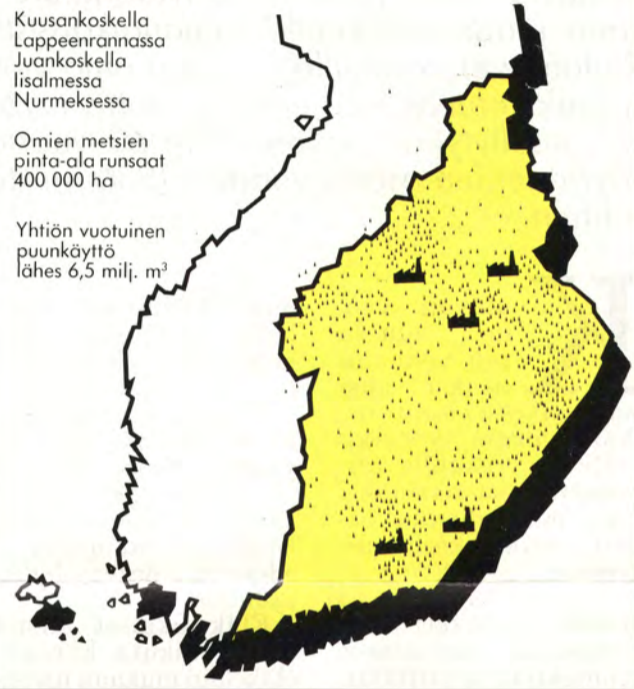 Kuusankoskella
Lappeenrannassa
Juankoskella
Iisalmessa
Nurmeksessa
Omien metsien
pinta-ala runsaat
400 000 ha
Yhtiön vuotuinen
puunkäyttö
lähes 6,5 milj. m³